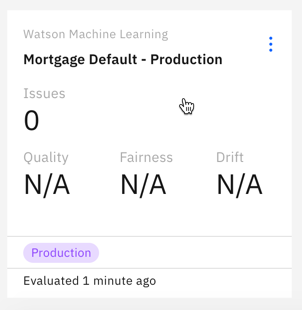 Watson Machine Learning
Mortgage Default - Production
Issues
0
Quality Fairness Drift
N/A N/A N/A
Production
Evaluated 1 minute ago